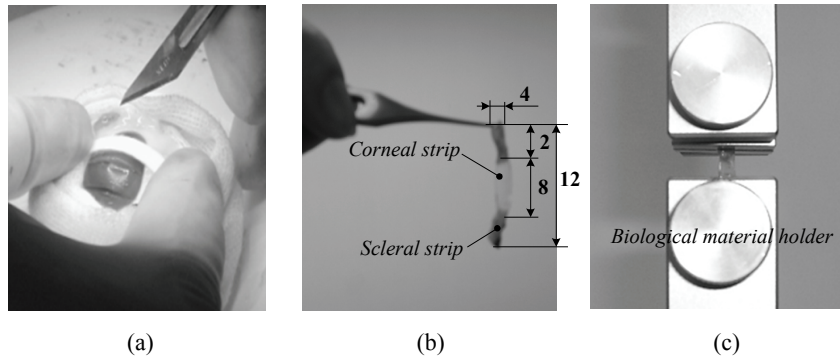 4
2
Corneal strip
8
12
Scleral strip
Biological material holder
(a)
(b)
(c)